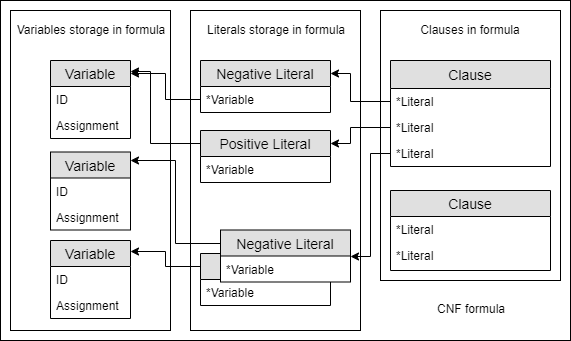 Variables storage in formula
Variable
ID
Assignment
Variable
ID
Assignment
Variable
ID
Assignment
Literals storage in formula
Negative Literal
*Variable
Positive Literal
*Variable
Negative Literal
*Variable
*Variable
Clauses in formula
Clause
*Literal
*Literal
*Literal
Clause
*Literal
*Literal
CNF formula